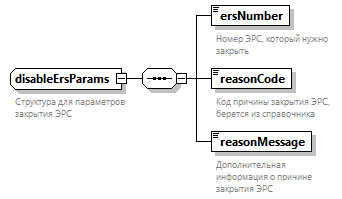 ersNumber
Номер ЭРС, который нужно
закрыть
disableErsParams
Структура для параметров
закрытия ЭРС
reasonCode
Код причины закрытия ЭРС,
берется из справочника
reasonMessage
Дополнительная
информация о причине
закрытия ЭРС